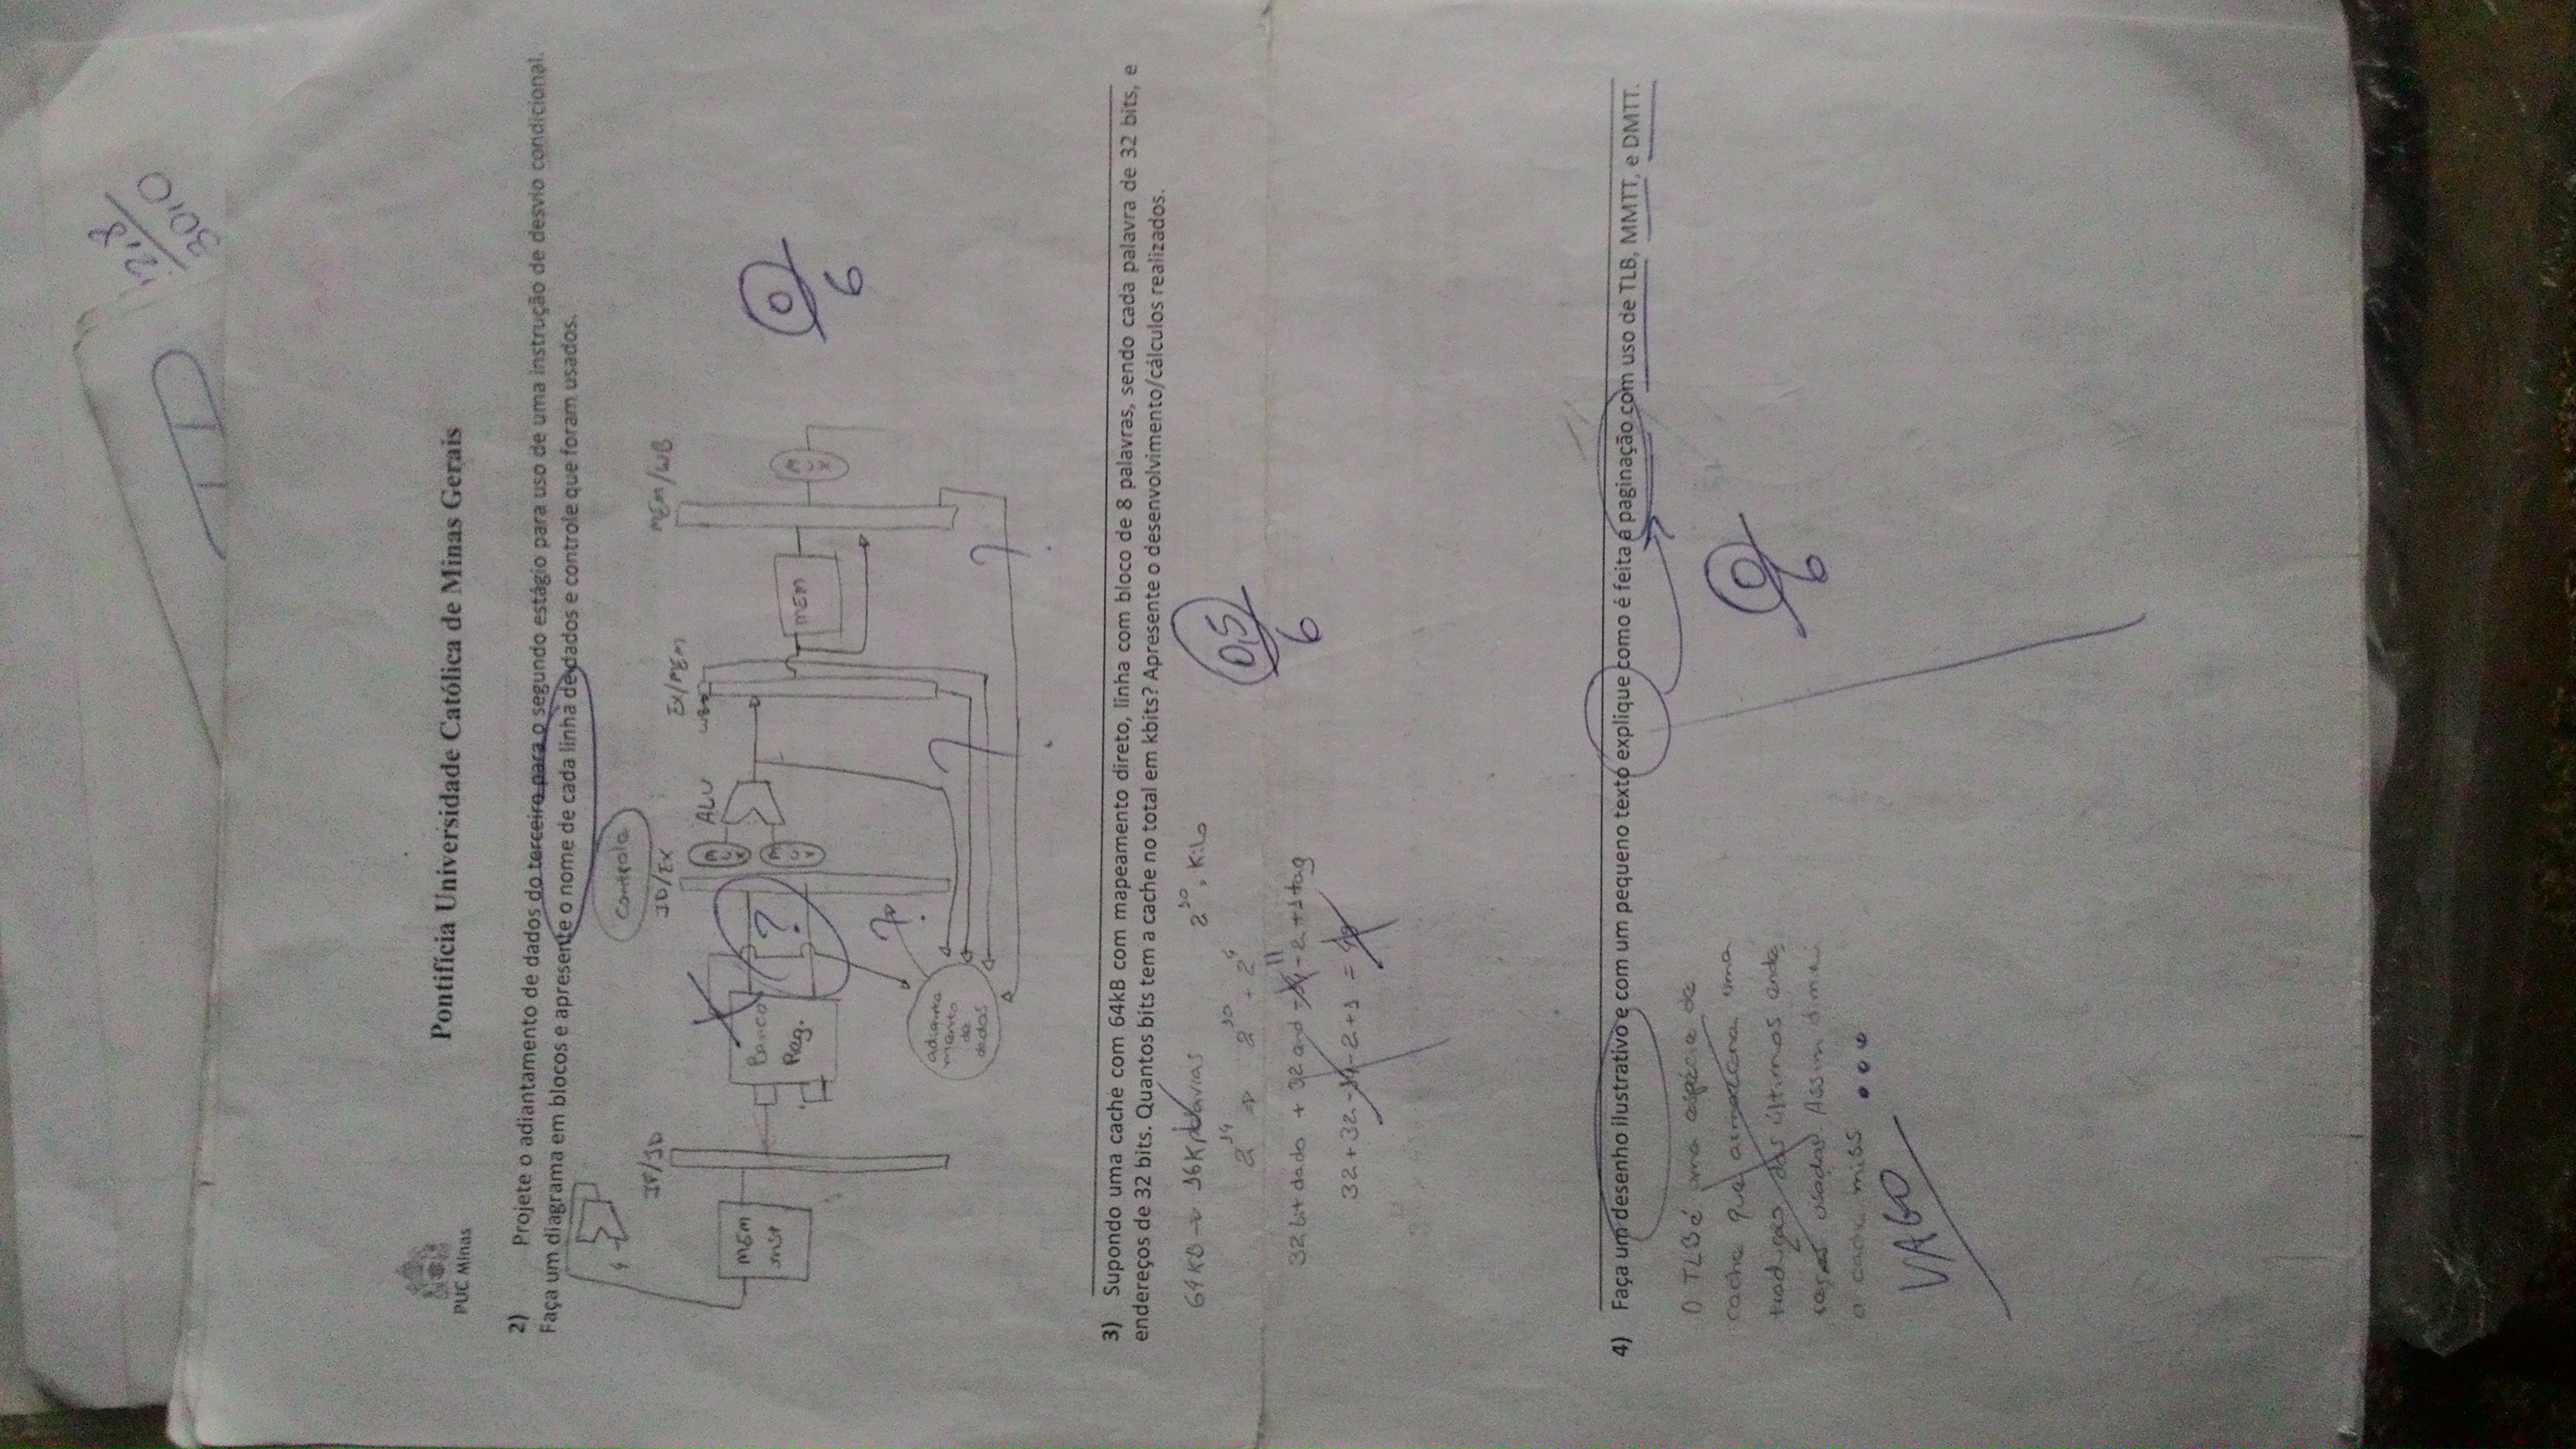 12,8
30,0
PUC Minas
Pontifícia Universidade Católica de Minas Gerais
2) Projete o adiantamento de dados do terceiro para o segundo estágio para uso de uma instrução de desvio condicional.
Faça um diagrama em blocos e apresente o nome de cada linha de dados e controle que foram usados.
Controle
IF/ID
ID/EX
EX/MEM
MEM/WB
ALU
WB
MEM
inst
Banco
Reg.
?
MUX
MUX
MEM
MUX
0
6
adianta
mento
de
dados
?
?
?
3) Supondo uma cache com 64kB com mapeamento direto, linha com bloco de 8 palavras, sendo cada palavra de 32 bits, e
endereços de 32 bits. Quantos bits tem a cache no total em kbits? Apresente o desenvolvimento/cálculos realizados.
64KB → 16K palavras 2^10 = Kilo
2^14 → 2^10 + 2^4
0,5
6
32 bit dado + 32 end - 11 - 2 + 1 tag
32+32-14-2+1 = 49
4) Faça um desenho ilustrativo e com um pequeno texto explique como é feita a paginação com uso de TLB, MMTT, e DMTT.
O TLB é uma espécie de
cache que armazena uma
tradução dos últimos ende
reços usados. Assim
o cache miss ...
0
6
VAGO